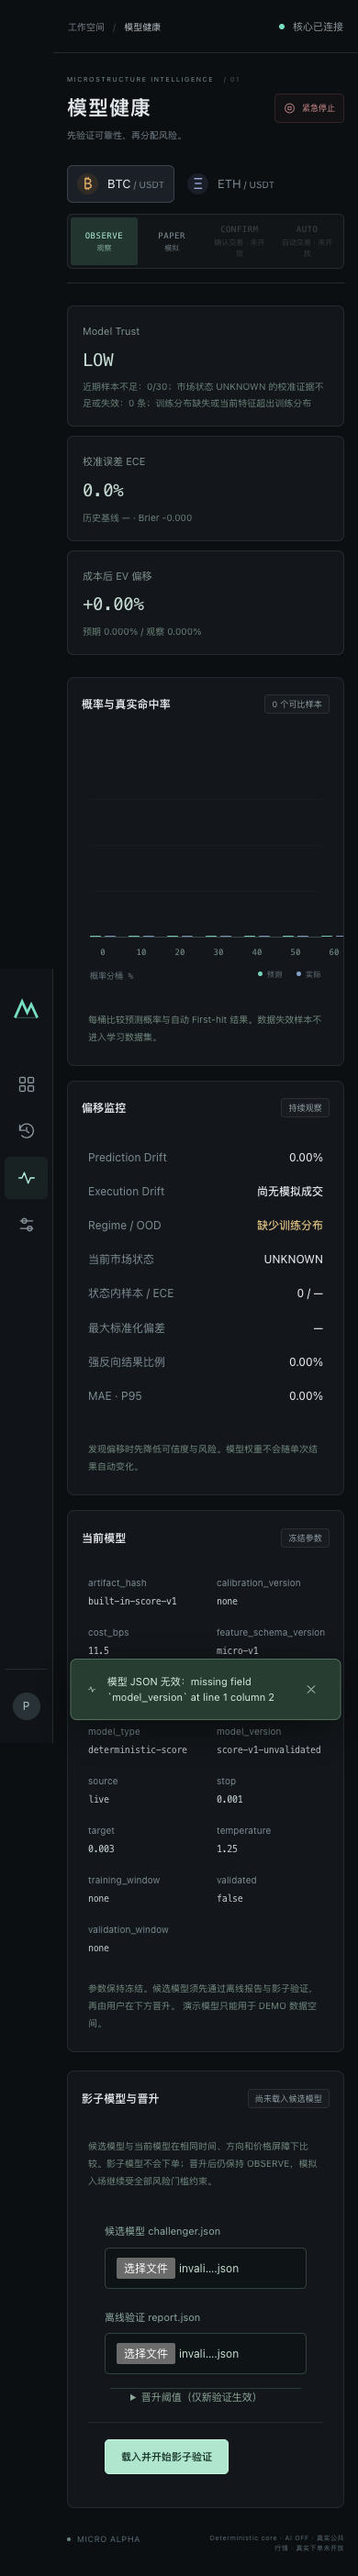 工作空间 / 模型健康
核心已连接
MICROSTRUCTURE INTELLIGENCE / 01
模型健康
紧急停止
先验证可靠性，再分配风险。
BTC / USDT
ETH / USDT
OBSERVE
观察
PAPER
模拟
CONFIRM
确认交易 · 未开
放
AUTO
自动交易 · 未开
放
Model Trust
LOW
近期样本不足：0/30；市场状态 UNKNOWN 的校准证据不
足或失效：0 条；训练分布缺失或当前特征超出训练分布
校准误差 ECE
0.0%
历史基线 — · Brier -0.000
成本后 EV 偏移
+0.00%
预期 0.000% / 观察 0.000%
概率与真实命中率
0 个可比样本
0 10 20 30 40 50 60
概率分桶 %
预测
实际
每桶比较预测概率与自动 First-hit 结果。数据失效样本不
进入学习数据集。
偏移监控
持续观察
Prediction Drift 0.00%
Execution Drift 尚无模拟成交
Regime / OOD 缺少训练分布
当前市场状态 UNKNOWN
状态内样本 / ECE 0 / —
最大标准化偏差 —
强反向结果比例 0.00%
MAE · P95 0.00%
发现偏移时先降低可信度与风险。模型权重不会随单次结
果自动变化。
当前模型
冻结参数
artifact_hash
built-in-score-v1
calibration_version
none
cost_bps
11.5
feature_schema_version
micro-v1
模型 JSON 无效：missing field
`model_version` at line 1 column 2
model_type
deterministic-score
model_version
score-v1-unvalidated
source
live
stop
0.001
target
0.003
temperature
1.25
training_window
none
validated
false
validation_window
none
参数保持冻结。候选模型须先通过离线报告与影子验证，
再由用户在下方晋升。 演示模型只能用于 DEMO 数据空
间。
P
影子模型与晋升
尚未载入候选模型
候选模型与当前模型在相同时间、方向和价格屏障下比
较。影子模型不会下单；晋升后仍保持 OBSERVE，模拟
入场继续受全部风险门槛约束。
候选模型 challenger.json
选择文件 invali....json
离线验证 report.json
选择文件 invali....json
▶ 晋升阈值（仅新验证生效）
载入并开始影子验证
MICRO ALPHA
Deterministic core · AI OFF · 真实公共
行情 · 真实下单未开放